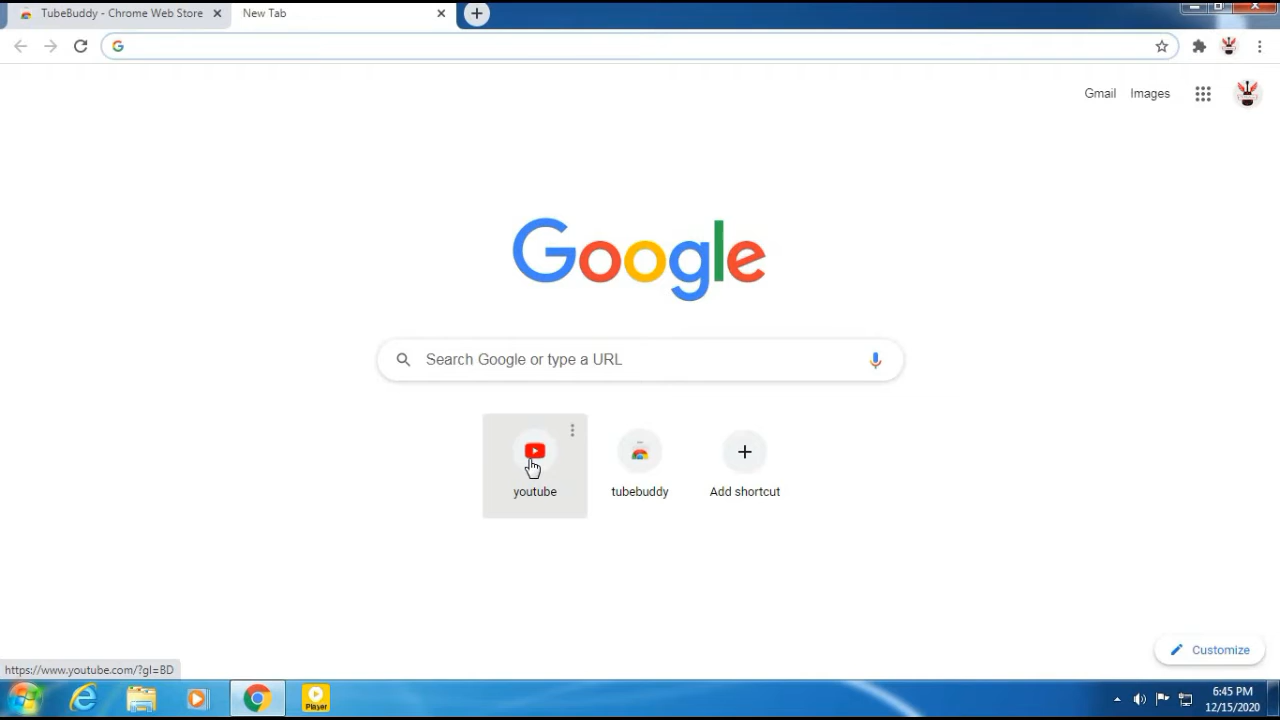 TubeBuddy - Chrome Web Store
New Tab
Gmail Images
Google
Search Google or type a URL
youtube tubebuddy Add shortcut
Customize
https://www.youtube.com/?gl=BD
Player
6:45 PM
12/15/2020